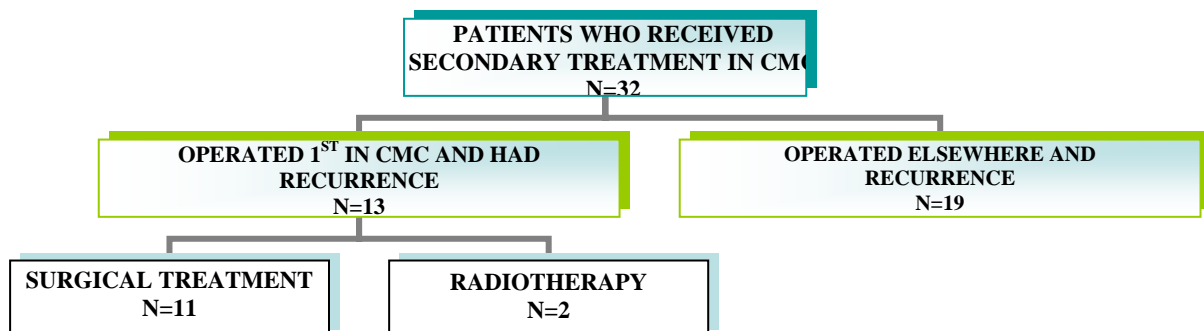 PATIENTS WHO RECEIVED
SECONDARY TREATMENT IN CMC
N=32
OPERATED 1ST IN CMC AND HAD
RECURRENCE
N=13
OPERATED ELSEWHERE AND
RECURRENCE
N=19
SURGICAL TREATMENT
N=11
RADIOTHERAPY
N=2